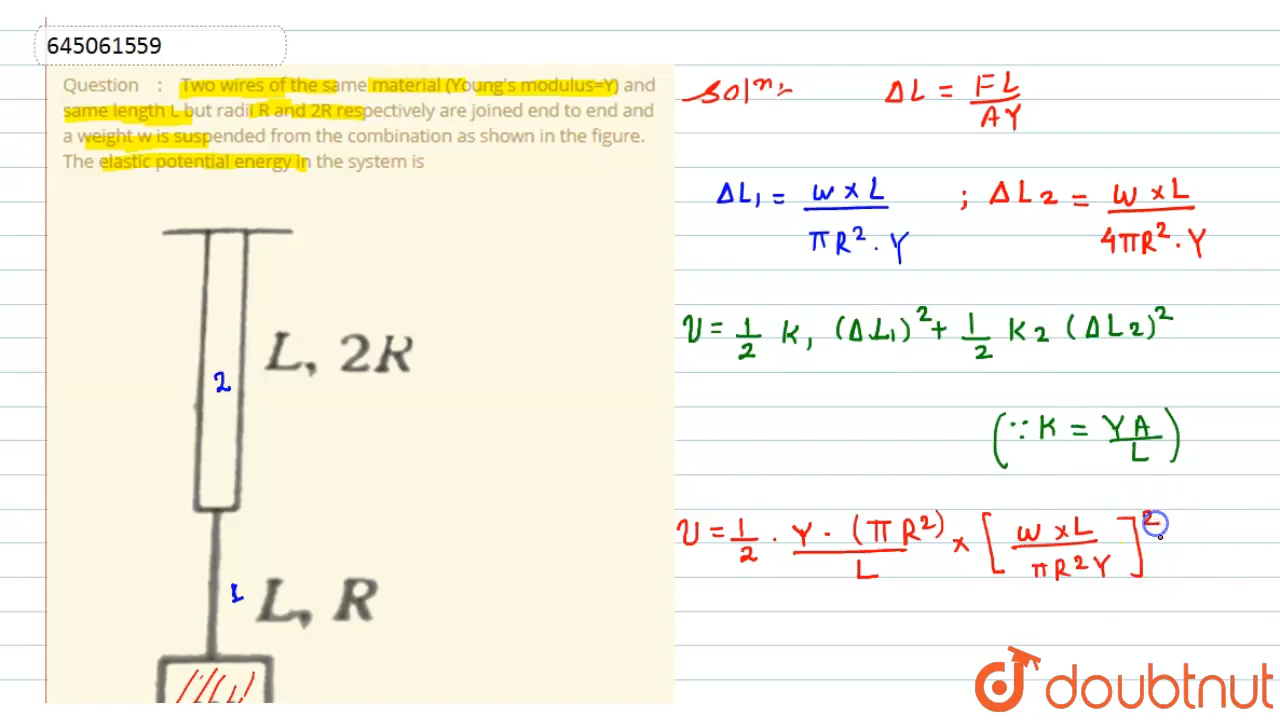 645061559
Question : Two wires of the same material (Young's modulus=Y) and
same length L but radii R and 2R respectively are joined end to end and
a weight w is suspended from the combination as shown in the figure.
The elastic potential energy in the system is
L, 2R
2
1 L, R
Soln:- ΔL = FL / AY
ΔL₁ = w x L / πR² . Y ; ΔL2 = w x L / 4πR² . Y
U = 1/2 K₁ (ΔL₁)² + 1/2 K2 (ΔL2)²
(∵ K = YA / L)
U = 1/2 . Y . (πR²) / L x [w x L / πR²Y]²
doubtnut